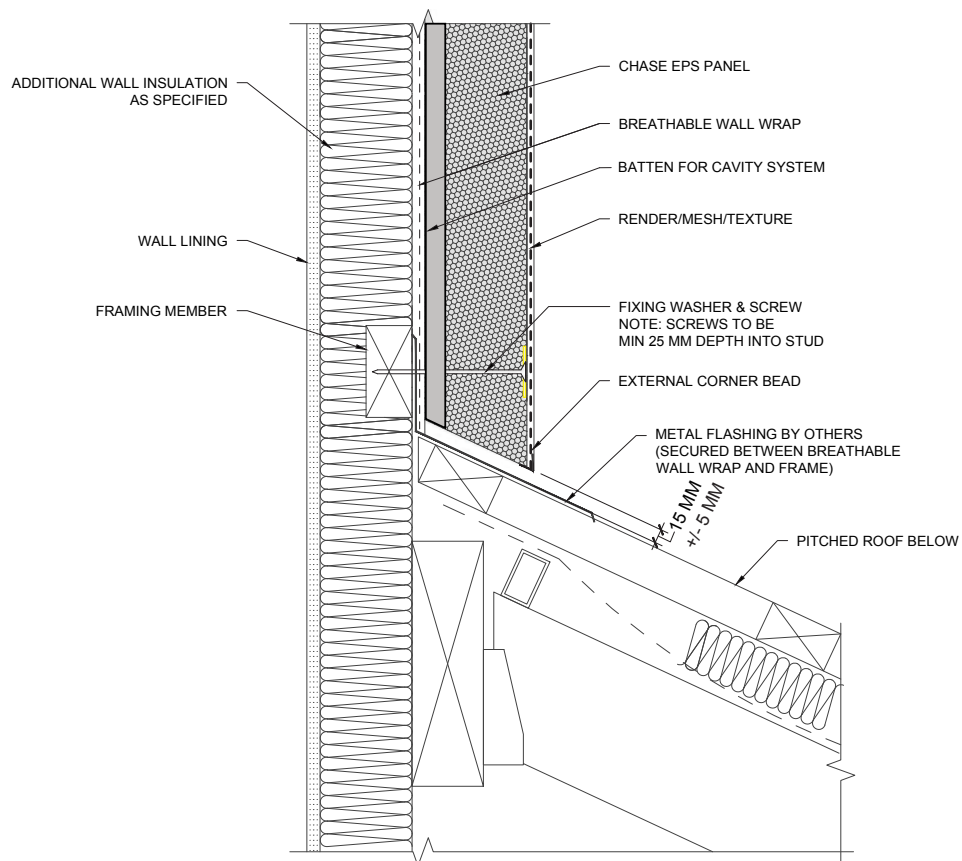 ADDITIONAL WALL INSULATION
AS SPECIFIED
WALL LINING
FRAMING MEMBER
CHASE EPS PANEL
BREATHABLE WALL WRAP
BATTEN FOR CAVITY SYSTEM
RENDER/MESH/TEXTURE
FIXING WASHER & SCREW
NOTE: SCREWS TO BE
MIN 25 MM DEPTH INTO STUD
EXTERNAL CORNER BEAD
METAL FLASHING BY OTHERS
(SECURED BETWEEN BREATHABLE
WALL WRAP AND FRAME)
15 MM
+/- 5 MM
PITCHED ROOF BELOW